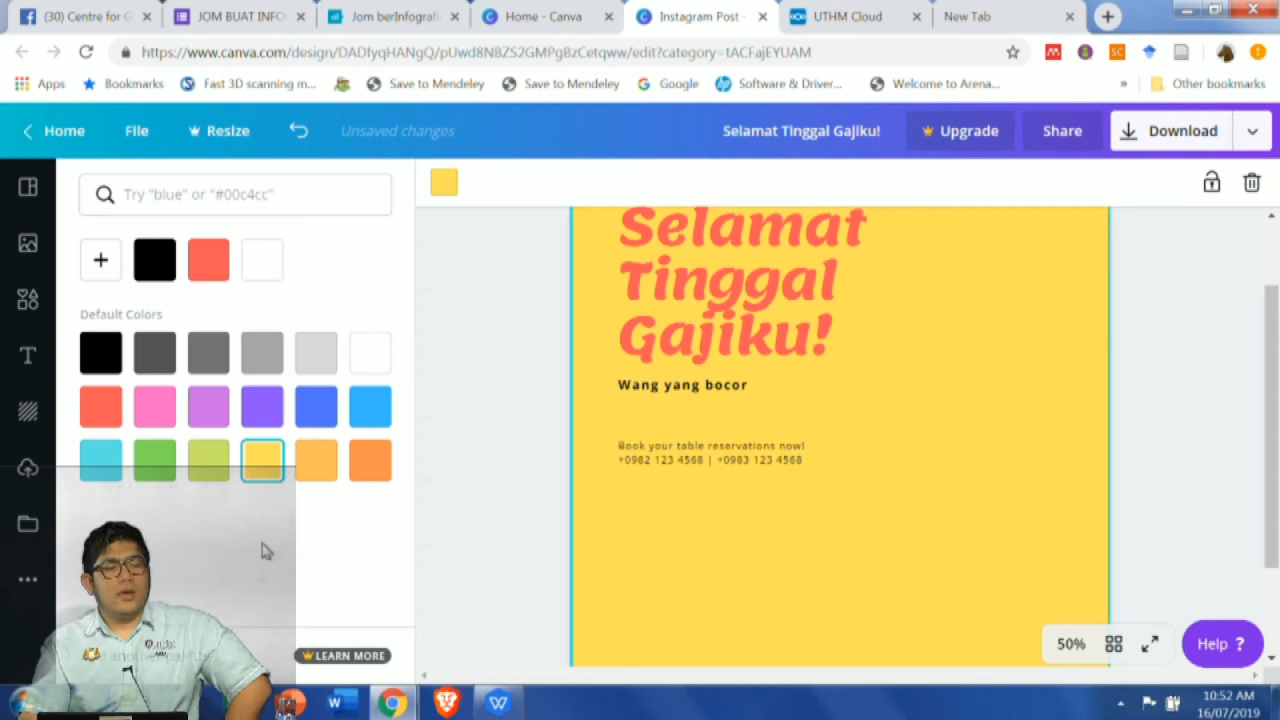 (30) Centre for G
JOM BUAT INFO
Jom berInfografi
Home - Canva
Instagram Post -
UTHM Cloud
New Tab
https://www.canva.com/design/DADfyqHANgQ/pUwd8NBZS2GMPgBzCetqww/edit?category=tACFajEYUAM
Apps
Bookmarks
Fast 3D scanning m...
Save to Mendeley
Save to Mendeley
Google
Software & Driver...
Welcome to Arena...
»
Other bookmarks
Home
File
Resize
Unsaved changes
Selamat Tinggal Gajiku!
Upgrade
Share
Download
Try "blue" or "#00c4cc"
Default Colors
Selamat
Tinggal
Gajiku!
Wang yang bocor
Book your table reservations now!
+0982 123 4568 | +0983 123 4568
LEARN MORE
50%
Help ?
10:52 AM
16/07/2019